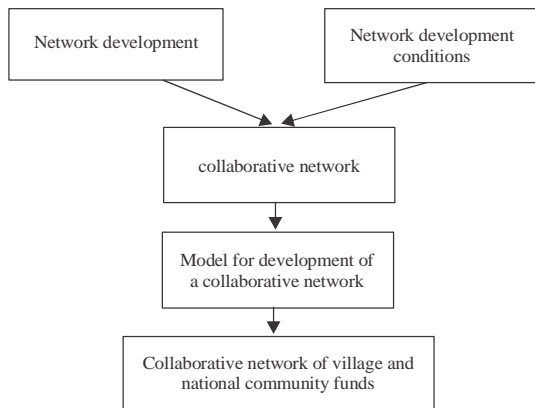 Network development
Network development
conditions
collaborative network
Model for development of
a collaborative network
Collaborative network of village and
national community funds